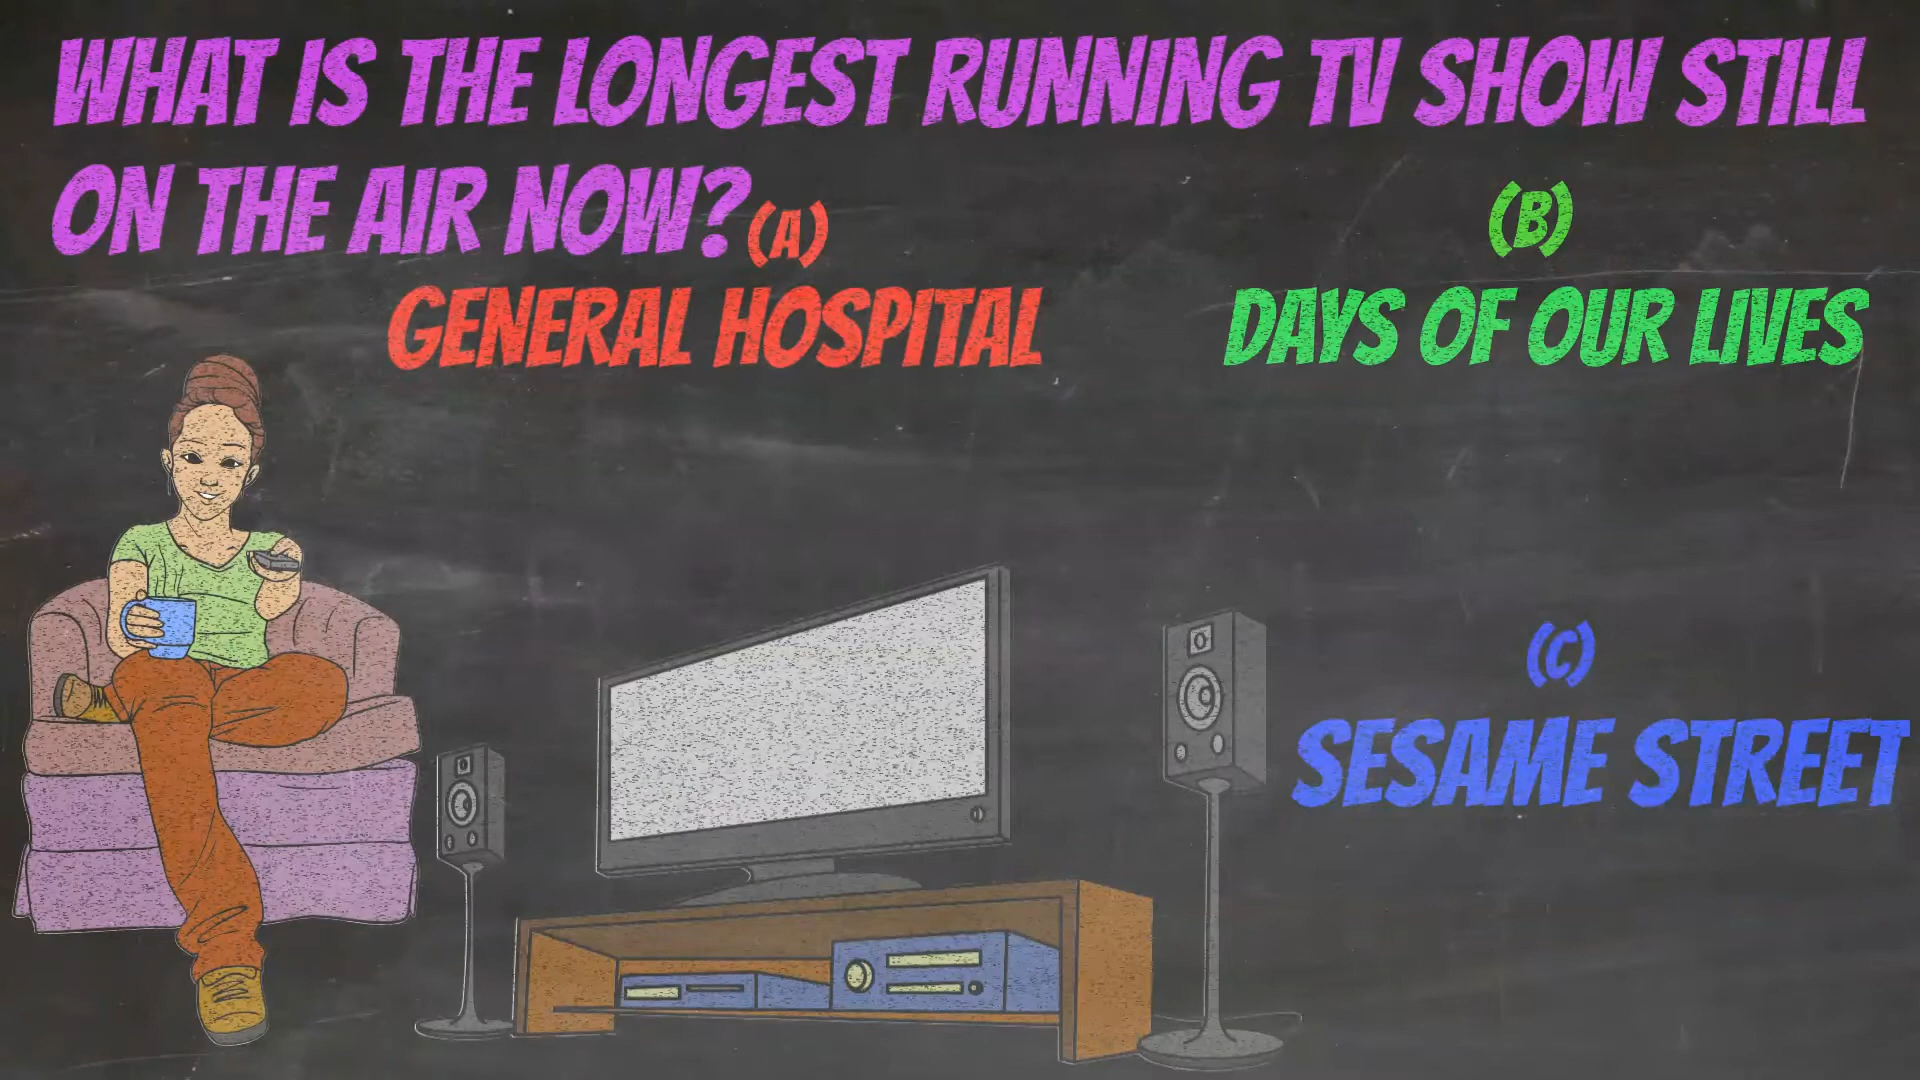 WHAT IS THE LONGEST RUNNING TV SHOW STILL
ON THE AIR NOW?
(A)
GENERAL HOSPITAL
(B)
DAYS OF OUR LIVES
(C)
SESAME STREET